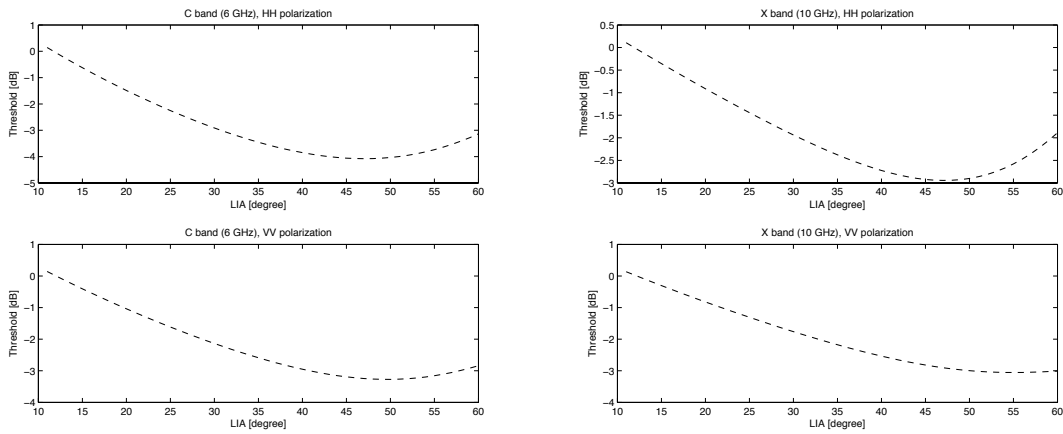 C band (6 GHz), HH polarization
1
0
−1
−2
−3
−4
−5
Threshold [dB]
10 15 20 25 30 35 40 45 50 55 60
LIA [degree]
X band (10 GHz), HH polarization
0.5
0
−0.5
−1
−1.5
−2
−2.5
−3
Threshold [dB]
10 15 20 25 30 35 40 45 50 55 60
LIA [degree]
C band (6 GHz), VV polarization
1
0
−1
−2
−3
−4
Threshold [dB]
10 15 20 25 30 35 40 45 50 55 60
LIA [degree]
X band (10 GHz), VV polarization
1
0
−1
−2
−3
−4
Threshold [dB]
10 15 20 25 30 35 40 45 50 55 60
LIA [degree]